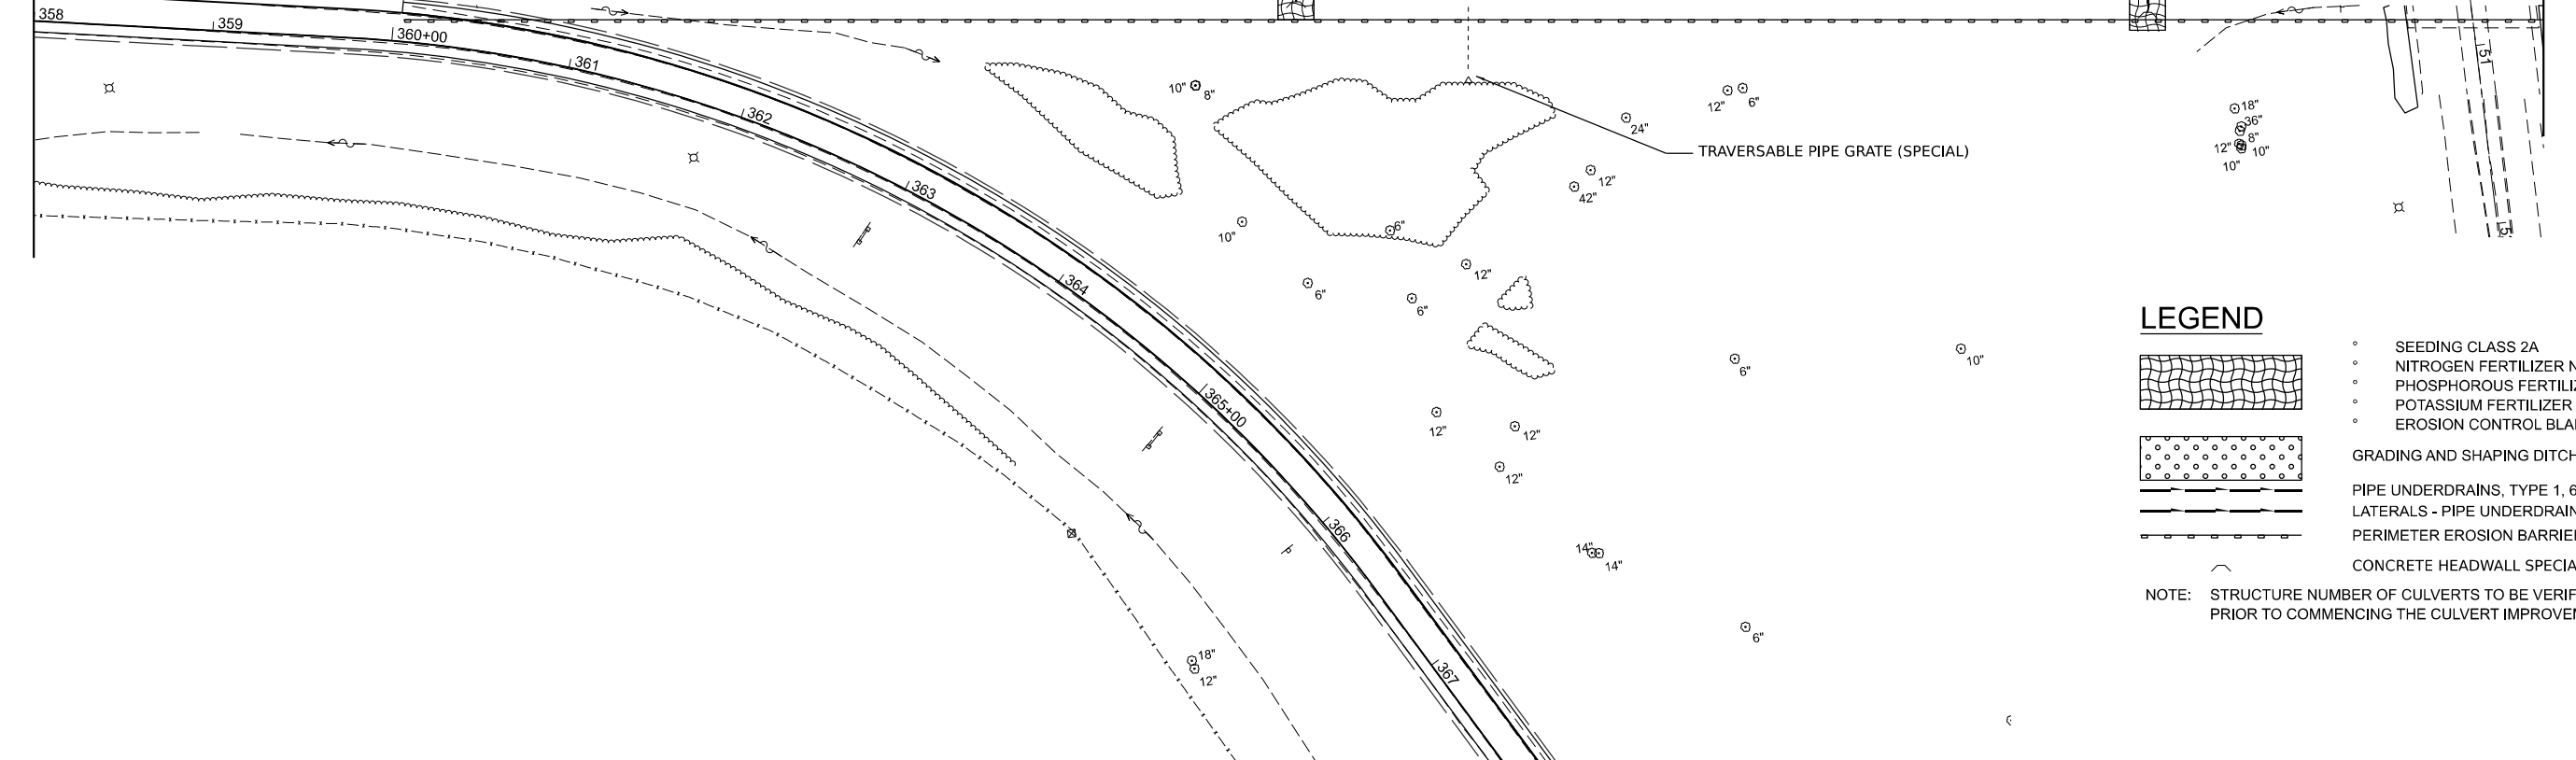 358
359
360+00
361
362
363
364
365+00
366
367
51
10"
8"
12"
6"
24"
TRAVERSABLE PIPE GRATE (SPECIAL)
12"
42"
10"
6"
12"
6"
6"
18"
36"
8"
12"
10"
10"
6"
10"
12"
12"
12"
14"
14"
6"
18"
12"
LEGEND
° SEEDING CLASS 2A
° NITROGEN FERTILIZER
° PHOSPHOROUS
° POTASSIUM FERTILIZER
° EROSION CONTROL
GRADING AND SHAPING DITCH
PIPE UNDERDRAINS, TYPE 1, 6
LATERALS - PIPE UNDERDRAIN
PERIMETER EROSION BARRIER
CONCRETE HEADWALL SPECIA
NOTE: STRUCTURE NUMBER OF CULVERTS TO BE VERIF
PRIOR TO COMMENCING THE CULVERT IMPROVE